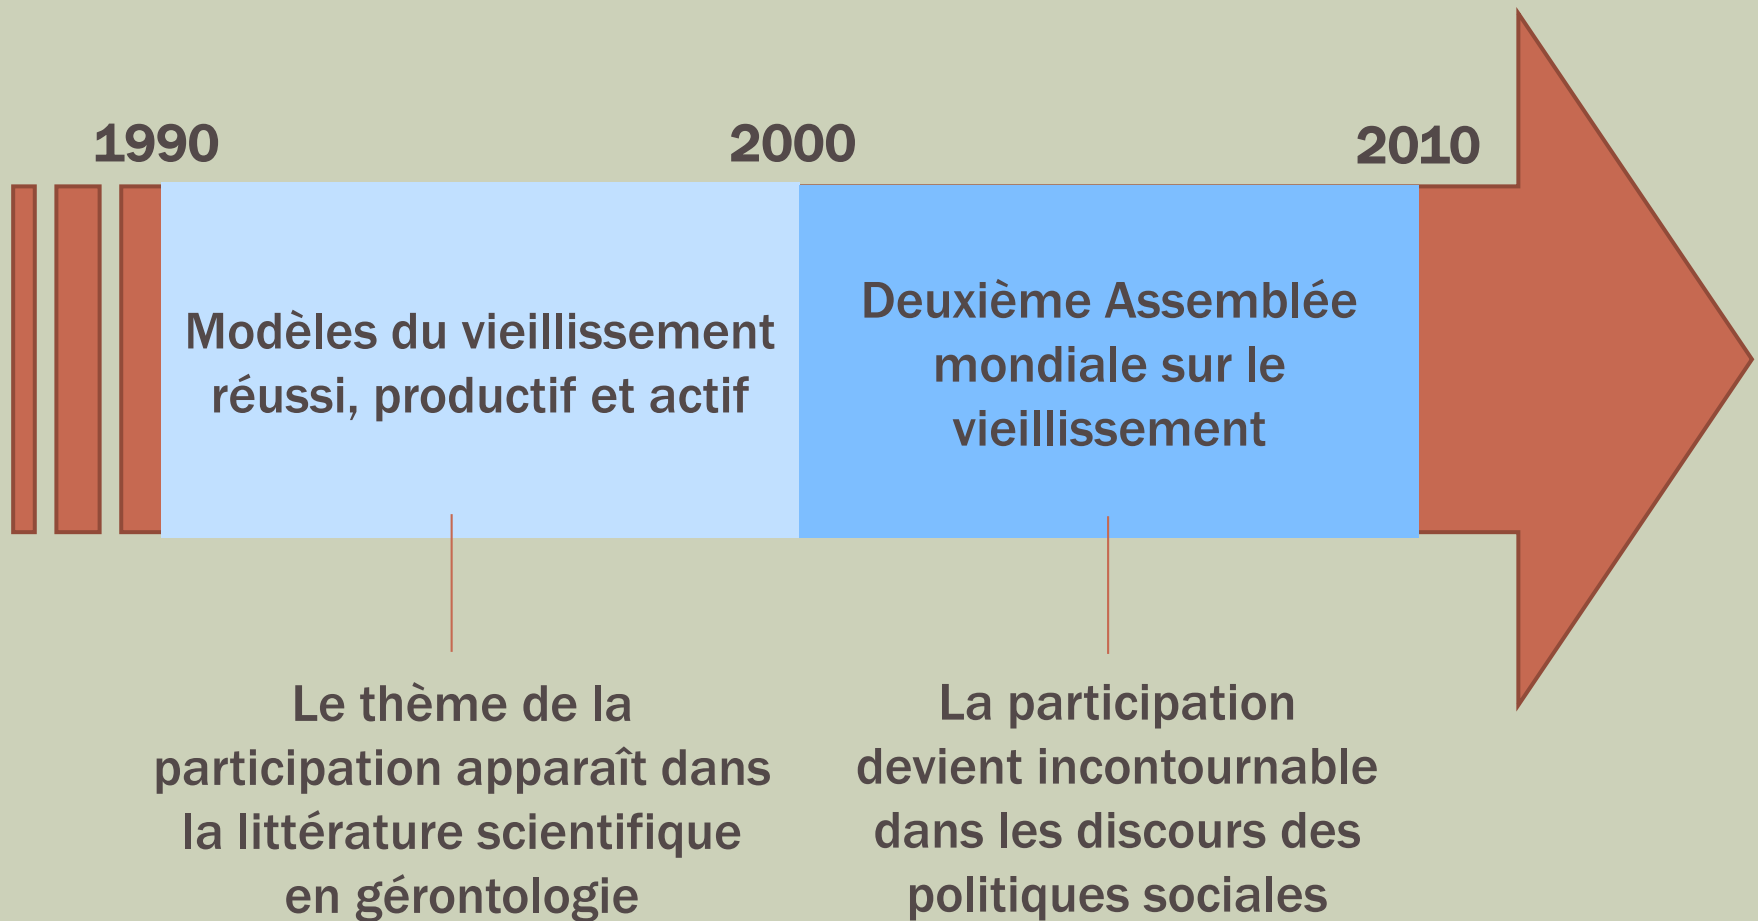 1990
2000
2010
Modèles du vieillissement
réussi, productif et actif
Deuxième Assemblée
mondiale sur le
vieillissement
Le thème de la
participation apparaît dans
la littérature scientifique
en gérontologie
La participation
devient incontournable
dans les discours des
politiques sociales